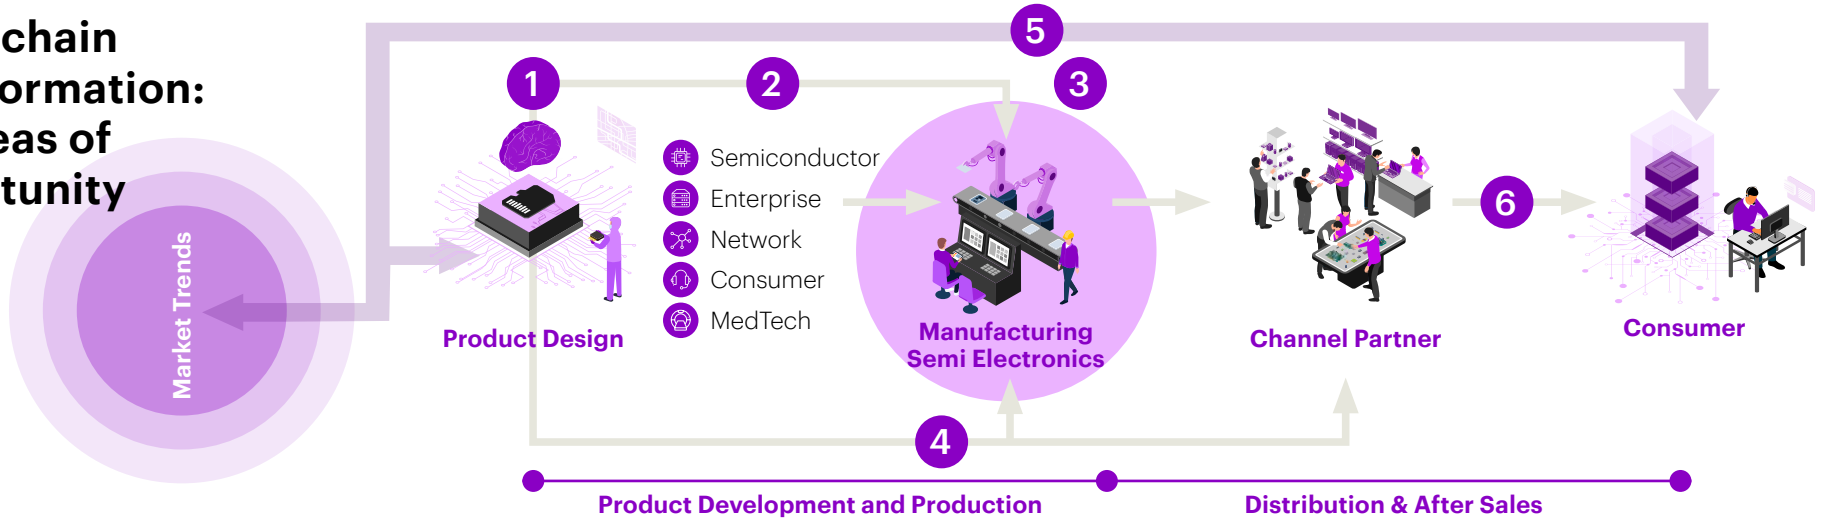 chain
ormation:
eas of
tunity
Market Trends
1
2
3
4
5
6
Product Design
Semiconductor
Enterprise
Network
Consumer
MedTech
Manufacturing
Semi Electronics
Channel Partner
Consumer
Product Development and Production
Distribution & After Sales